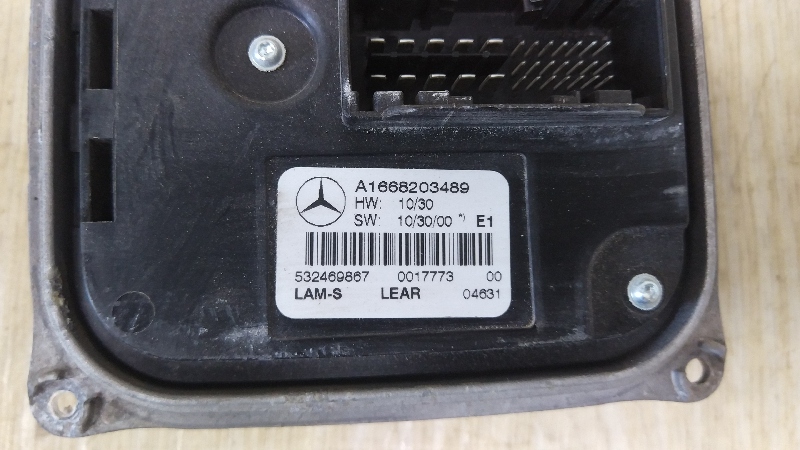 A1668203489
HW: 10/30
SW: 10/30/00 *) E1
532469867 0017773 00
LAM-S LEAR 04631